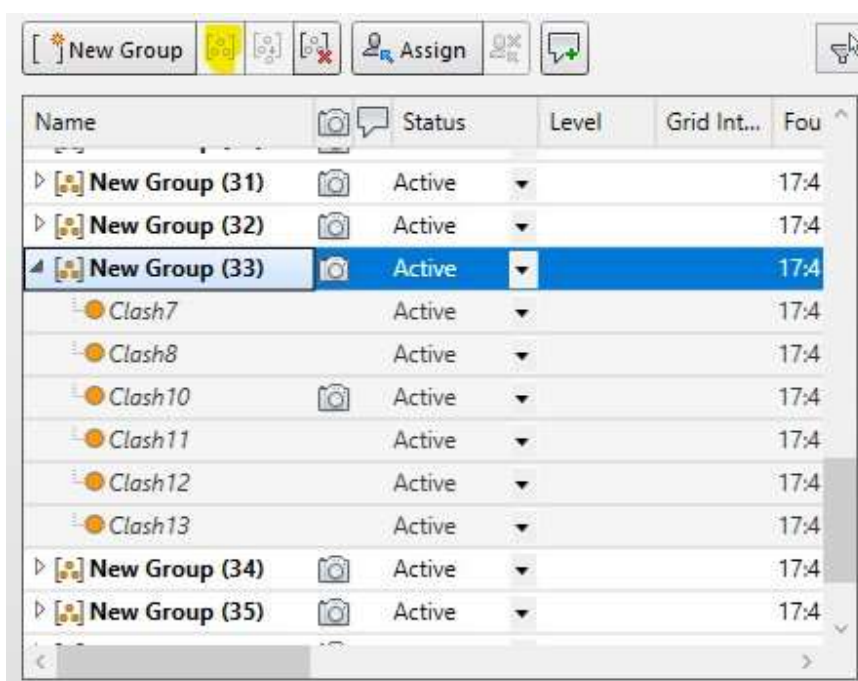 New Group Assign
Name Status Level Grid Int... Fou
New Group (31) Active 17:4
New Group (32) Active 17:4
New Group (33) Active 17:4
Clash7 Active 17:4
Clash8 Active 17:4
Clash10 Active 17:4
Clash11 Active 17:4
Clash12 Active 17:4
Clash13 Active 17:4
New Group (34) Active 17:4
New Group (35) Active 17:4